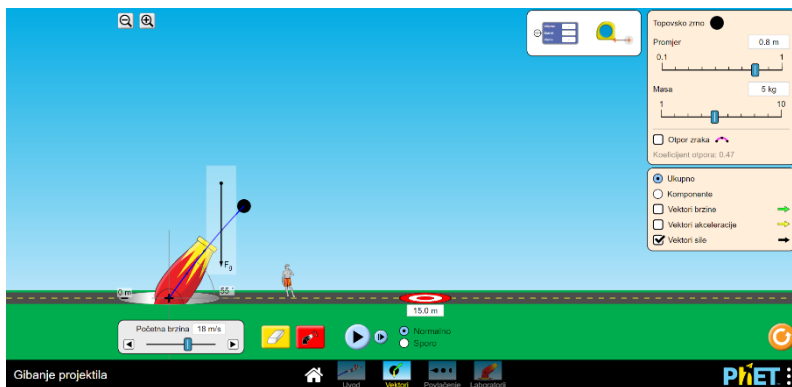 Topovsko zrno
Promjer 0.8 m
0.1 1
Masa 5 kg
1 10
Otpor zraka
Koeficijent otpora: 0.47
Ukupno
Komponente
Vektori brzine
Vektori akceleracije
Vektori sile
Fg
0 m
55°
15.0 m
Početna brzina 18 m/s
Normalno
Sporo
Gibanje projektila
Uvod
Vektori
Povlačenje
Laboratorij
PhET